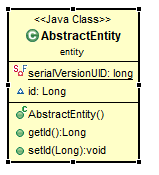 <<Java Class>>
C AbstractEntity
entity
S F serialVersionUID: long
id: Long
C AbstractEntity()
getId():Long
setId(Long):void